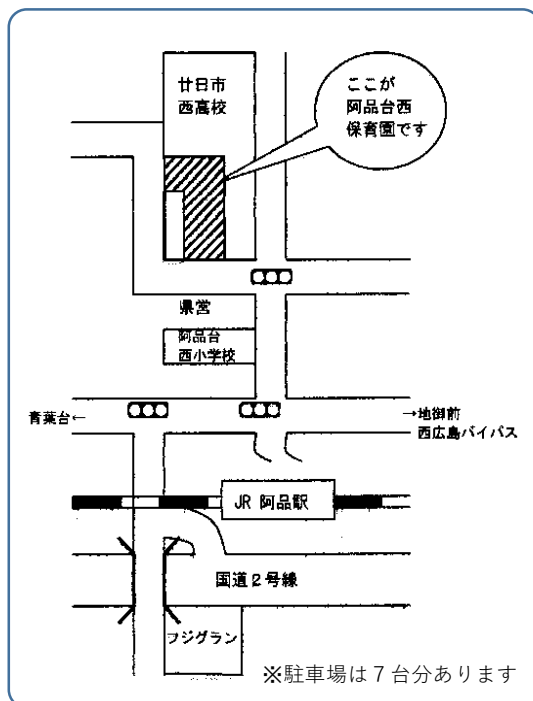 廿日市
西高校
ここが
阿品台西
保育園です
県営
阿品台
西小学校
青葉台←
→地御前
西広島バイパス
JR 阿品駅
国道２号線
フジグラン
※駐車場は７台分あります